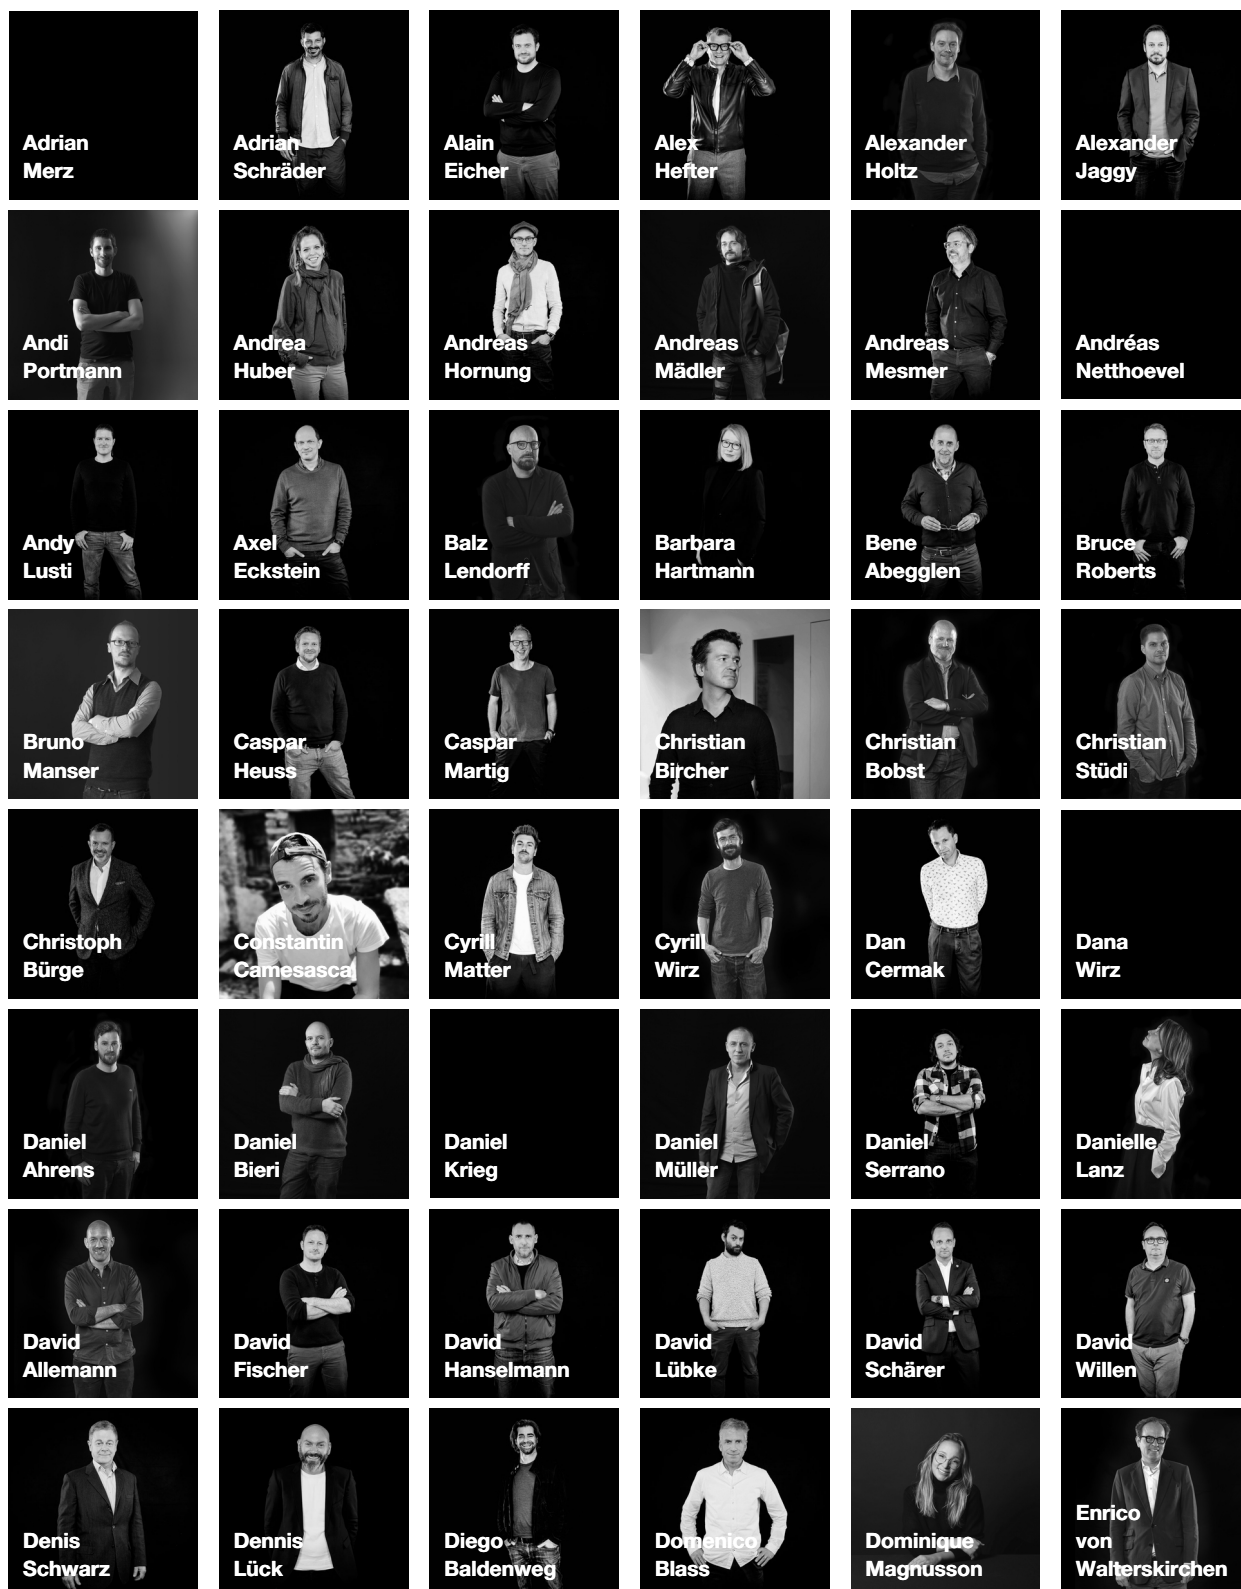 Adrian
Merz
Adrian
Schräder
Alain
Eicher
Alex
Hefter
Alexander
Holtz
Alexander
Jaggy
Andi
Portmann
Andrea
Huber
Andreas
Hornung
Andreas
Mädler
Andreas
Mesmer
Andréas
Netthoevel
Andy
Lusti
Axel
Eckstein
Balz
Lendorff
Barbara
Hartmann
Bene
Abegglen
Bruce
Roberts
Bruno
Manser
Caspar
Heuss
Caspar
Martig
Christian
Bircher
Christian
Bobst
Christian
Stüdi
Christoph
Bürge
Constantin
Camesasca
Cyrill
Matter
Cyrill
Wirz
Dan
Cermak
Dana
Wirz
Daniel
Ahrens
Daniel
Bieri
Daniel
Krieg
Daniel
Müller
Daniel
Serrano
Danielle
Lanz
David
Allemann
David
Fischer
David
Hanselmann
David
Lübke
David
Schärer
David
Willen
Denis
Schwarz
Dennis
Lück
Diego
Baldenweg
Domenico
Blass
Dominique
Magnusson
Enrico
von
Walterskirchen